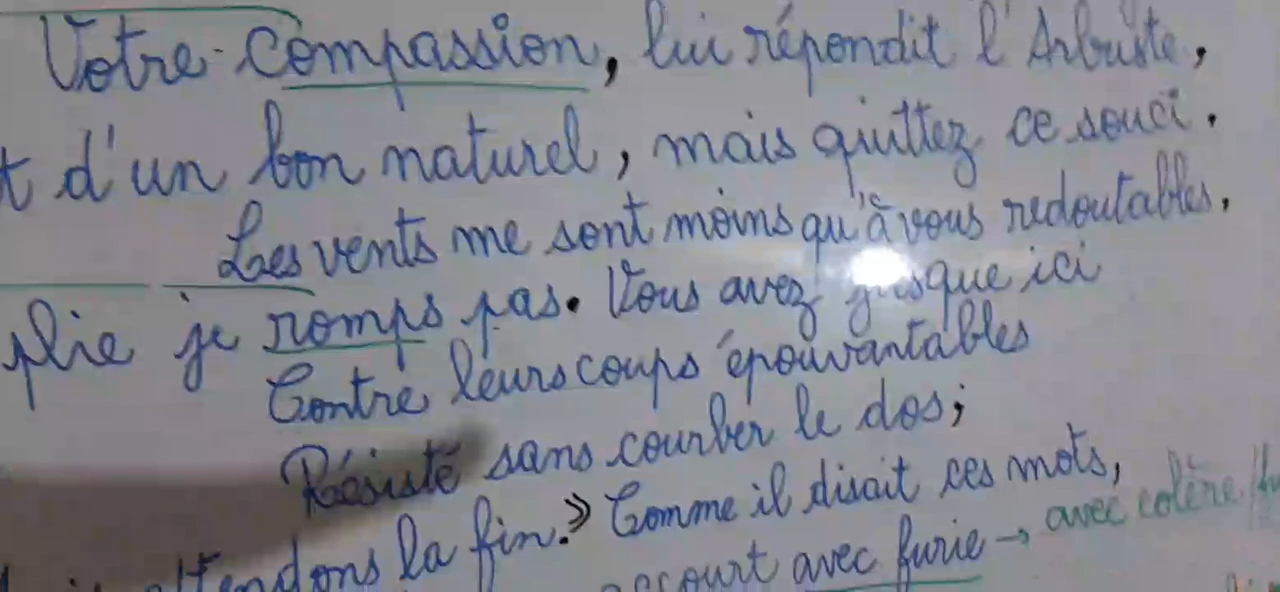 Votre compassion, lui répondit l'Arbuste,
t d'un bon naturel, mais quittez ce souci.
Les vents me sont moins qu'à vous redoutables.
plie je romps pas. Vous avez jusque ici
Contre leurs coups épouvantables
Résisté sans courber le dos;
attendons la fin.» Comme il disait ces mots,
accourt avec furie → avec colère